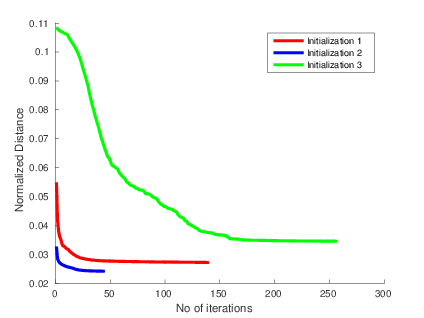 0.11
0.1
0.09
0.08
0.07
0.06
0.05
0.04
0.03
0.02
Normalized Distance
0 50 100 150 200 250 300
No of iterations
Initialization 1
Initialization 2
Initialization 3